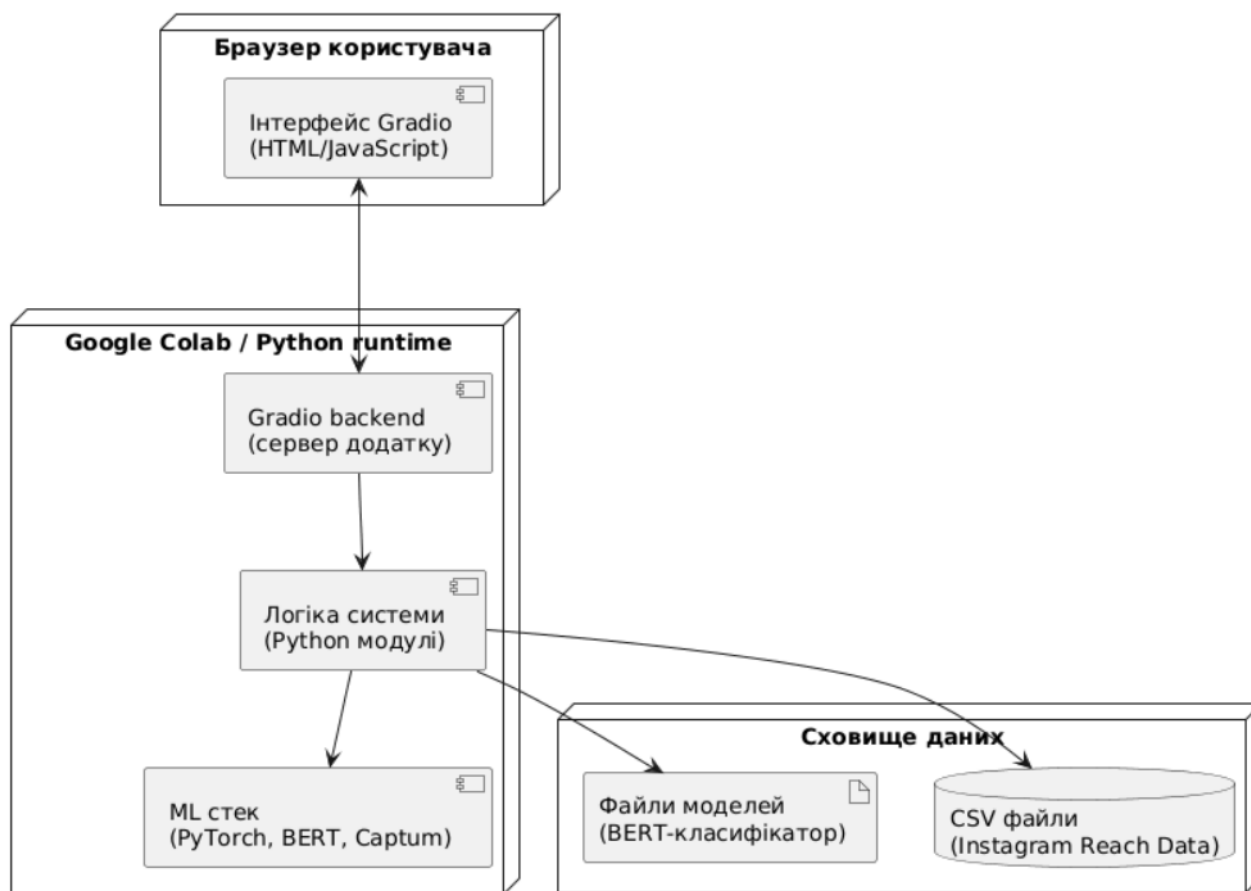 Браузер користувача
Інтерфейс Gradio
(HTML/JavaScript)
Google Colab / Python runtime
Gradio backend
(сервер додатку)
Логіка системи
(Python модулі)
ML стек
(PyTorch, BERT, Captum)
Сховище даних
Файли моделей
(BERT-класифікатор)
CSV файли
(Instagram Reach Data)